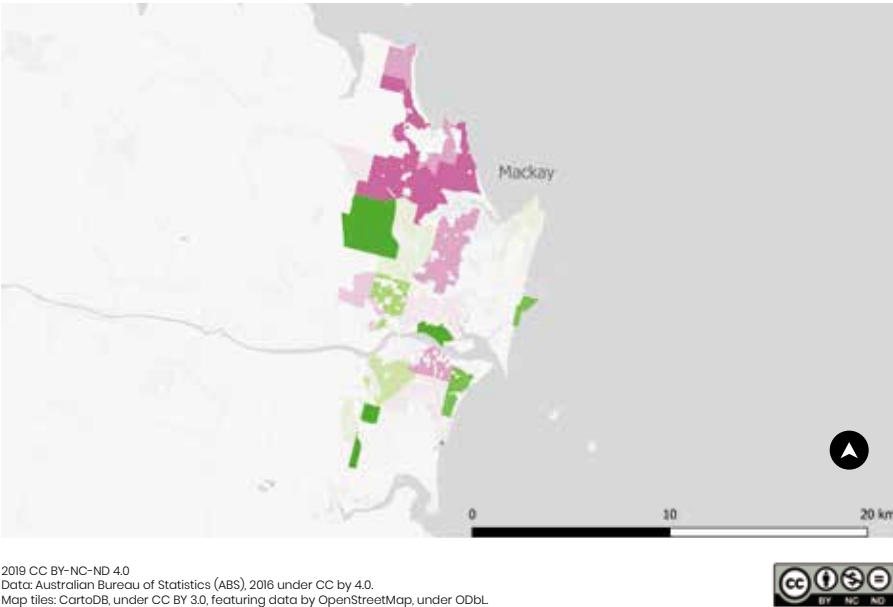 Mackay
0 10 20 km
2019 CC BY-NC-ND 4.0
Data: Australian Bureau of Statistics (ABS), 2016 under CC by 4.0.
Map tiles: CartoDB, under CC BY 3.0, featuring data by OpenStreetMap, under ODbL.
cc
BY NC ND